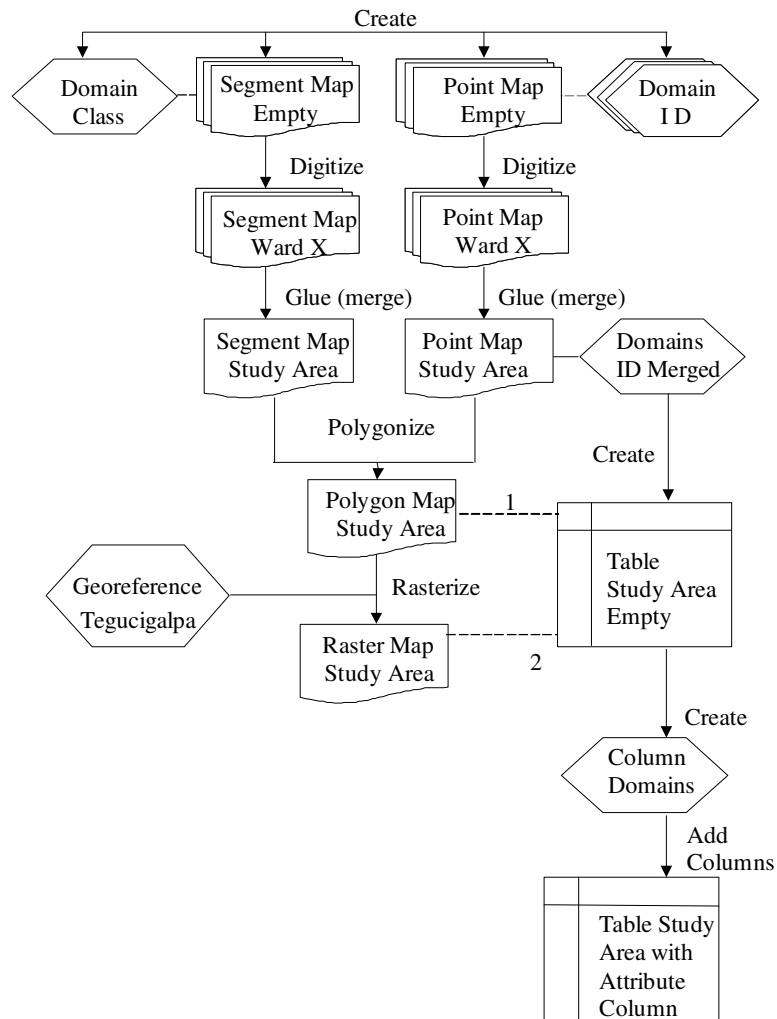 Create
Domain
Class
Segment Map
Empty
Point Map
Empty
Domain
I D
Digitize
Digitize
Segment Map
Ward X
Point Map
Ward X
Glue (merge)
Glue (merge)
Segment Map
Study Area
Point Map
Study Area
Domains
ID Merged
Polygonize
Create
Polygon Map
Study Area
1
Georeference
Tegucigalpa
Rasterize
Table
Study Area
Empty
Raster Map
Study Area
2
Create
Column
Domains
Add
Columns
Table Study
Area with
Attribute
Column